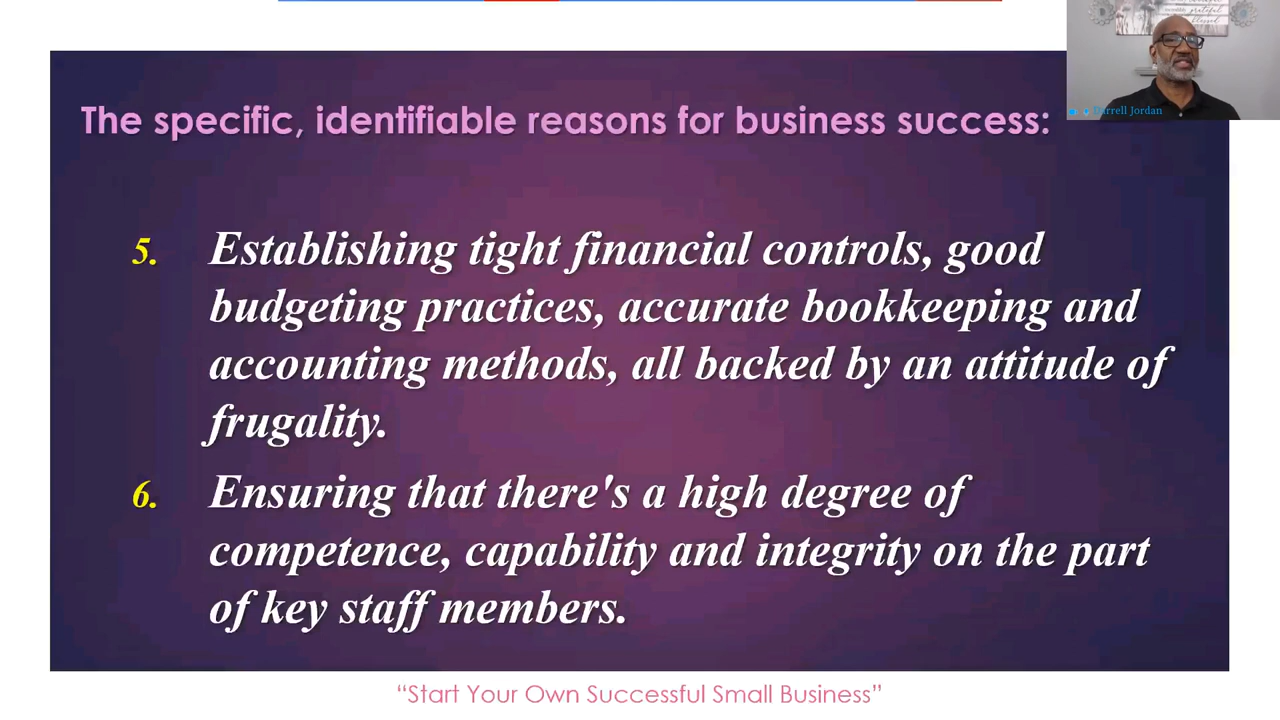 grateful
blessed
Darrell Jordan
The specific, identifiable reasons for business success:
5. Establishing tight financial controls, good
budgeting practices, accurate bookkeeping and
accounting methods, all backed by an attitude of
frugality.
6. Ensuring that there's a high degree of
competence, capability and integrity on the part
of key staff members.
“Start Your Own Successful Small Business”